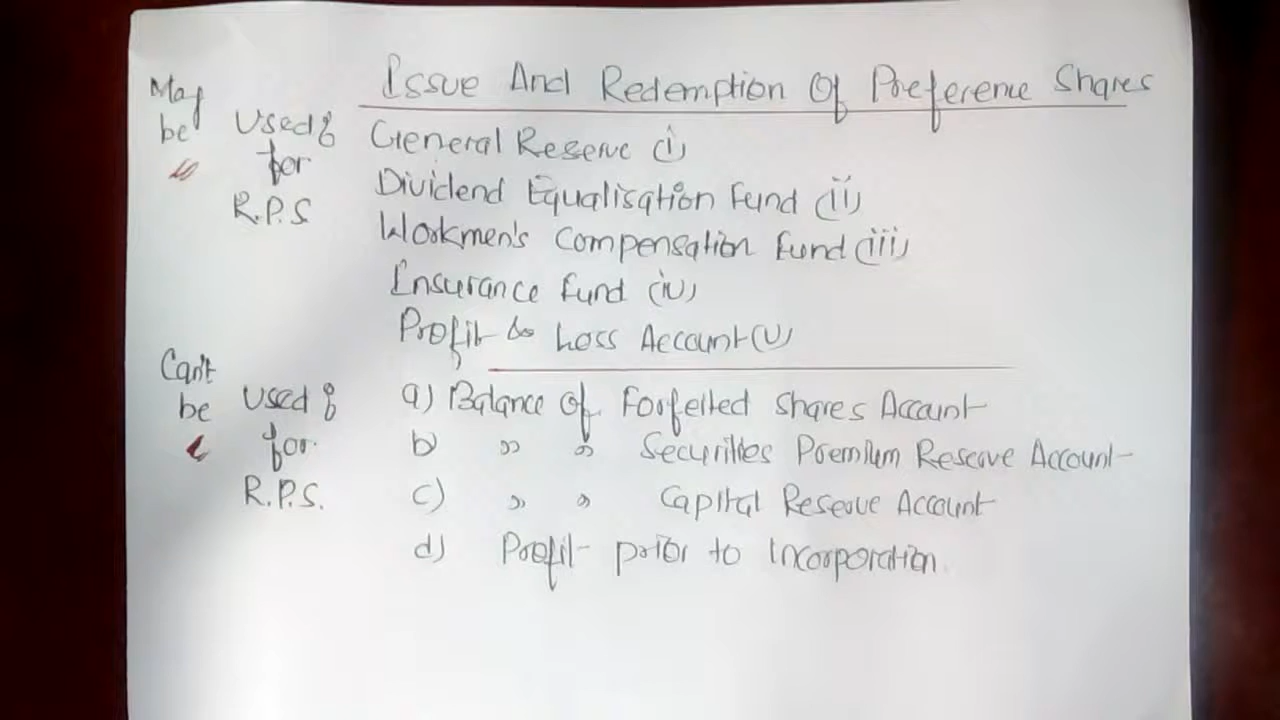 Issue And Redemption Of Preference Shares
May be Used for R.P.S
General Reserve (i)
Dividend Equalisation Fund (ii)
Workmen's Compensation Fund (iii)
Insurance Fund (iv)
Profit & Loss Account (v)
Can't be Used for R.P.S.
a) Balance Of Forfeited Shares Account
b) " " Securities Premium Reserve Account
c) " " Capital Reserve Account
d) Profit prior to Incorporation